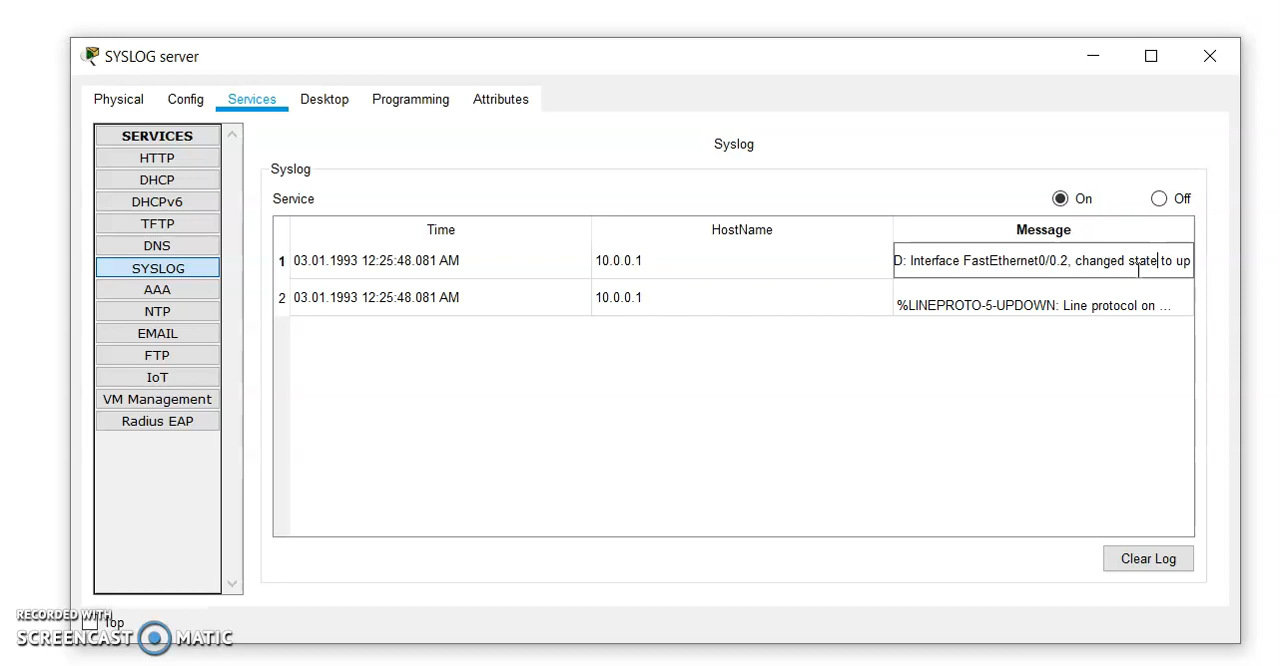 SYSLOG server
Physical Config Services Desktop Programming Attributes
SERVICES
HTTP
DHCP
DHCPv6
TFTP
DNS
SYSLOG
AAA
NTP
EMAIL
FTP
IoT
VM Management
Radius EAP
Syslog
Syslog
Service On Off
Time HostName Message
1 03.01.1993 12:25:48.081 AM 10.0.0.1 D: Interface FastEthernet0/0.2, changed state to up
2 03.01.1993 12:25:48.081 AM 10.0.0.1 %LINEPROTO-5-UPDOWN: Line protocol on ...
Clear Log
Top
RECORDED WITH
SCREENCAST MATIC